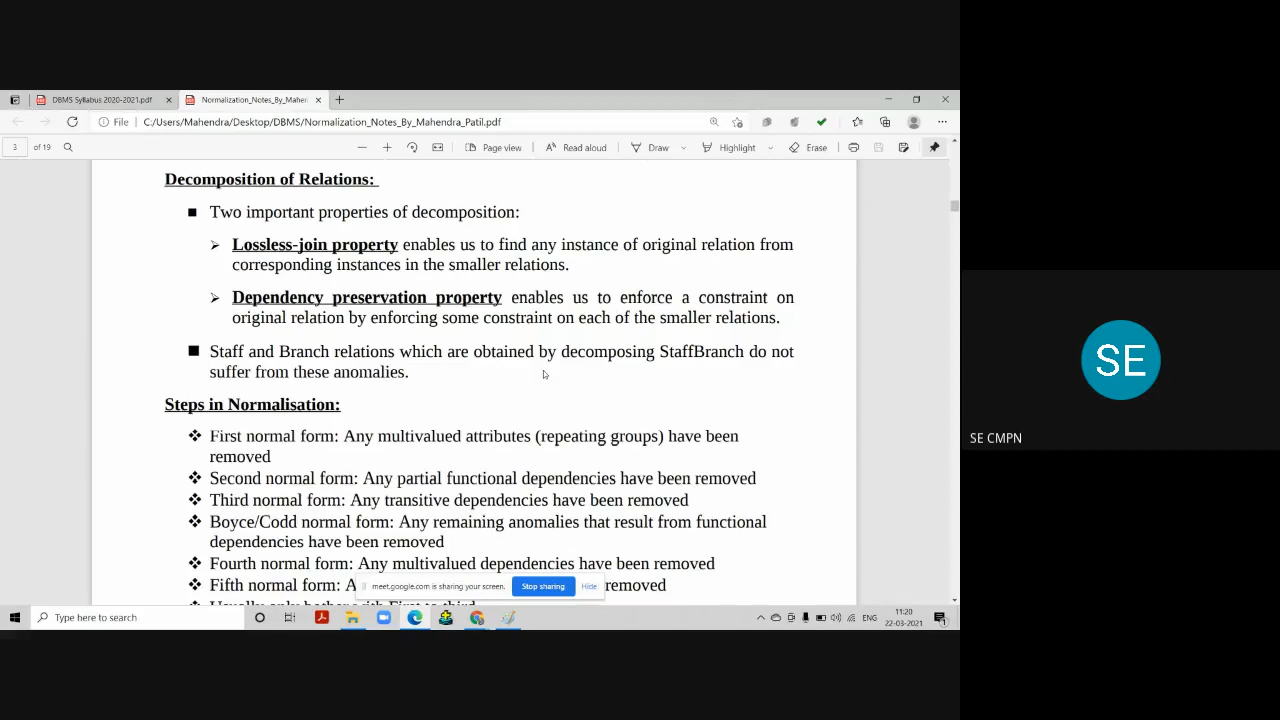 DBMS Syllabus 2020-2021.pdf
Normalization_Notes_By_Maher
File
C:/Users/Mahendra/Desktop/DBMS/Normalization_Notes_By_Mahendra_Patil.pdf
3 of 19
Page view
Read aloud
Draw
Highlight
Erase
Decomposition of Relations:
Two important properties of decomposition:
Lossless-join property enables us to find any instance of original relation from
corresponding instances in the smaller relations.
Dependency preservation property enables us to enforce a constraint on
original relation by enforcing some constraint on each of the smaller relations.
Staff and Branch relations which are obtained by decomposing StaffBranch do not
suffer from these anomalies.
SE
SE CMPN
Steps in Normalisation:
First normal form: Any multivalued attributes (repeating groups) have been
removed
Second normal form: Any partial functional dependencies have been removed
Third normal form: Any transitive dependencies have been removed
Boyce/Codd normal form: Any remaining anomalies that result from functional
dependencies have been removed
Fourth normal form: Any multivalued dependencies have been removed
Fifth normal form: A removed
meet.google.com is sharing your screen.
Stop sharing
Hide
Usually only bother with First to third
Type here to search
ENG
11:20
22-03-2021